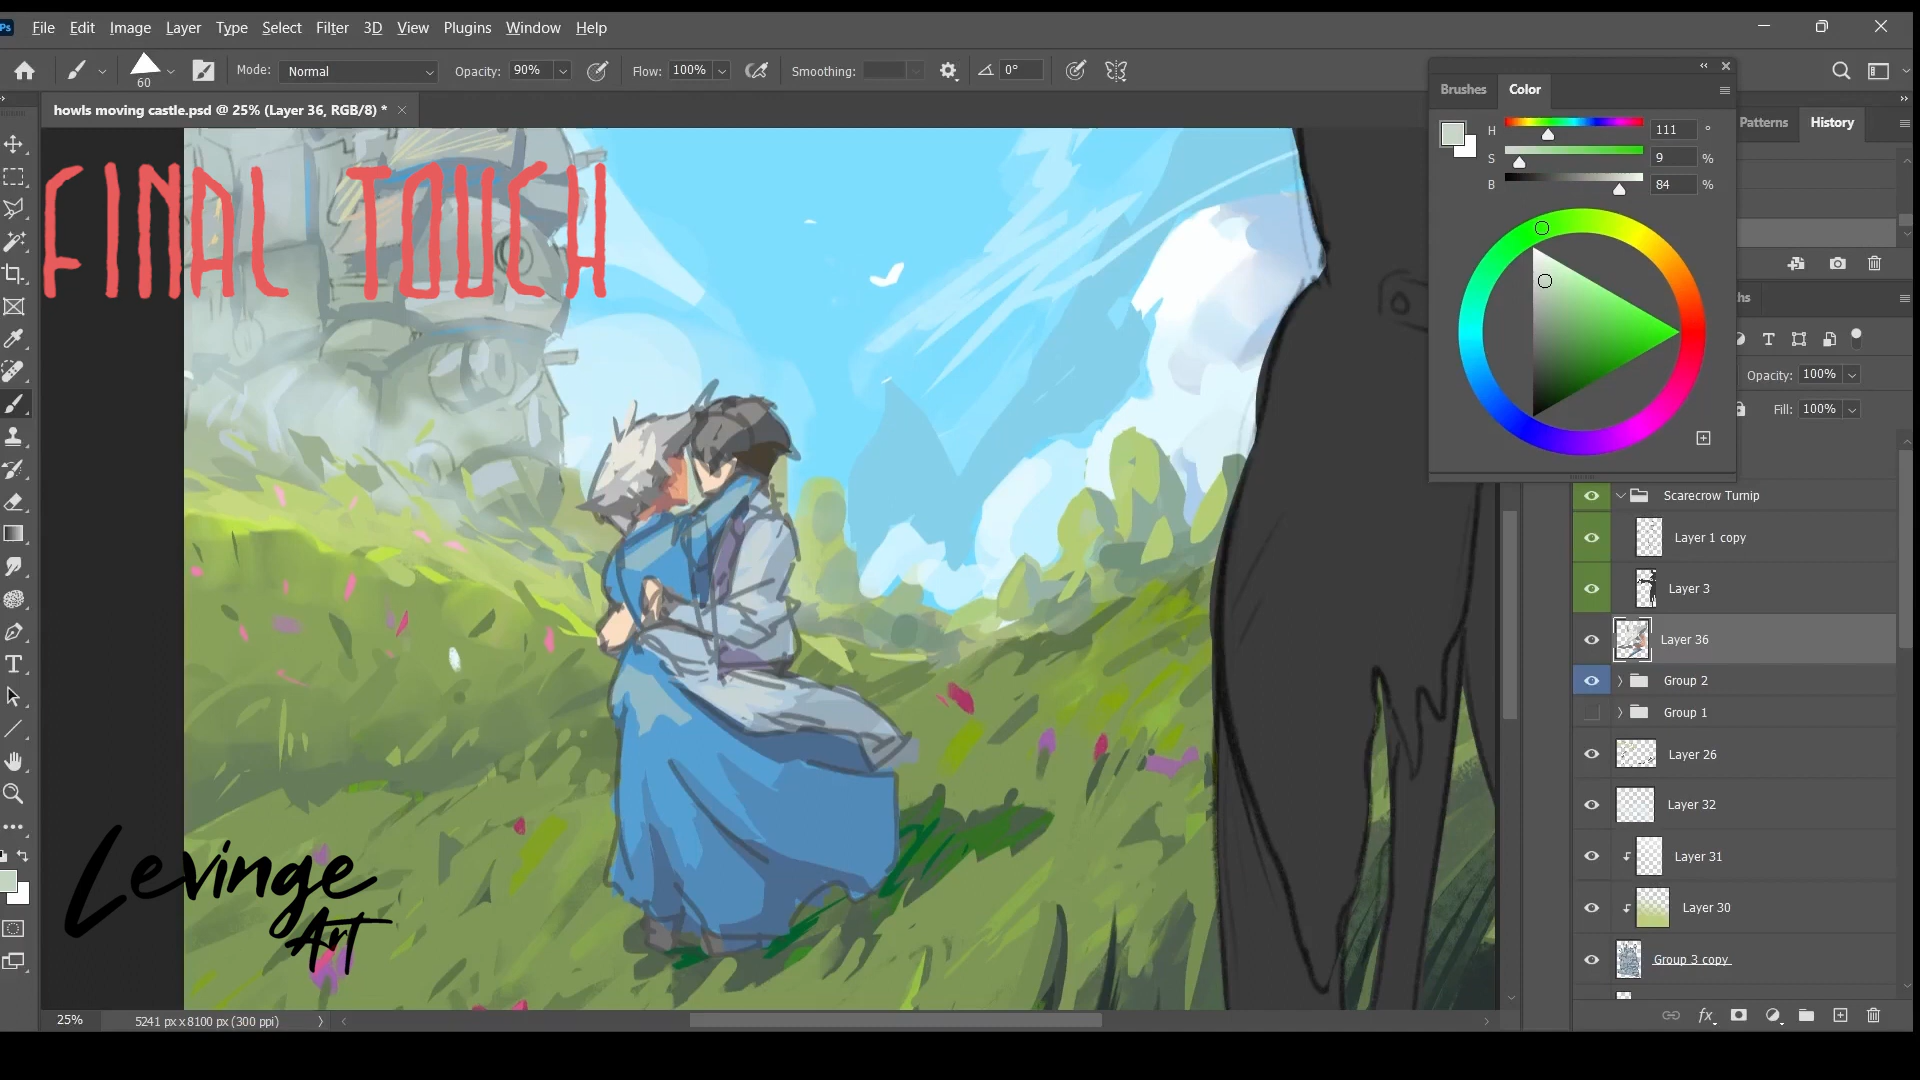 Ps File Edit Image Layer Type Select Filter 3D View Plugins Window Help
60 Mode: Normal Opacity: 90% Flow: 100% Smoothing: 0°
howls moving castle.psd @ 25% (Layer 36, RGB/8) *
Brushes Color
Patterns History
H 111 °
S 9 %
B 84 %
FINAL TOUCH
hs
Opacity: 100%
Fill: 100%
Scarecrow Turnip
Layer 1 copy
Layer 3
Layer 36
Group 2
Group 1
Layer 26
Layer 32
Layer 31
Layer 30
Group 3 copy
Levinge
Art
25% 5241 px x 8100 px (300 ppi)
fx